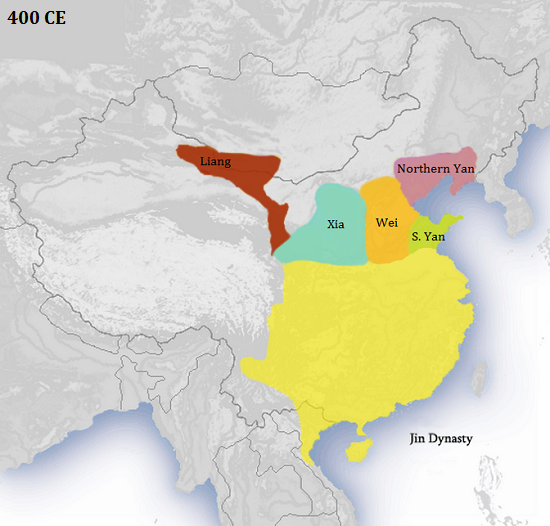 400 CE
Liang
Northern Yan
Xia
Wei
S. Yan
Jin Dynasty